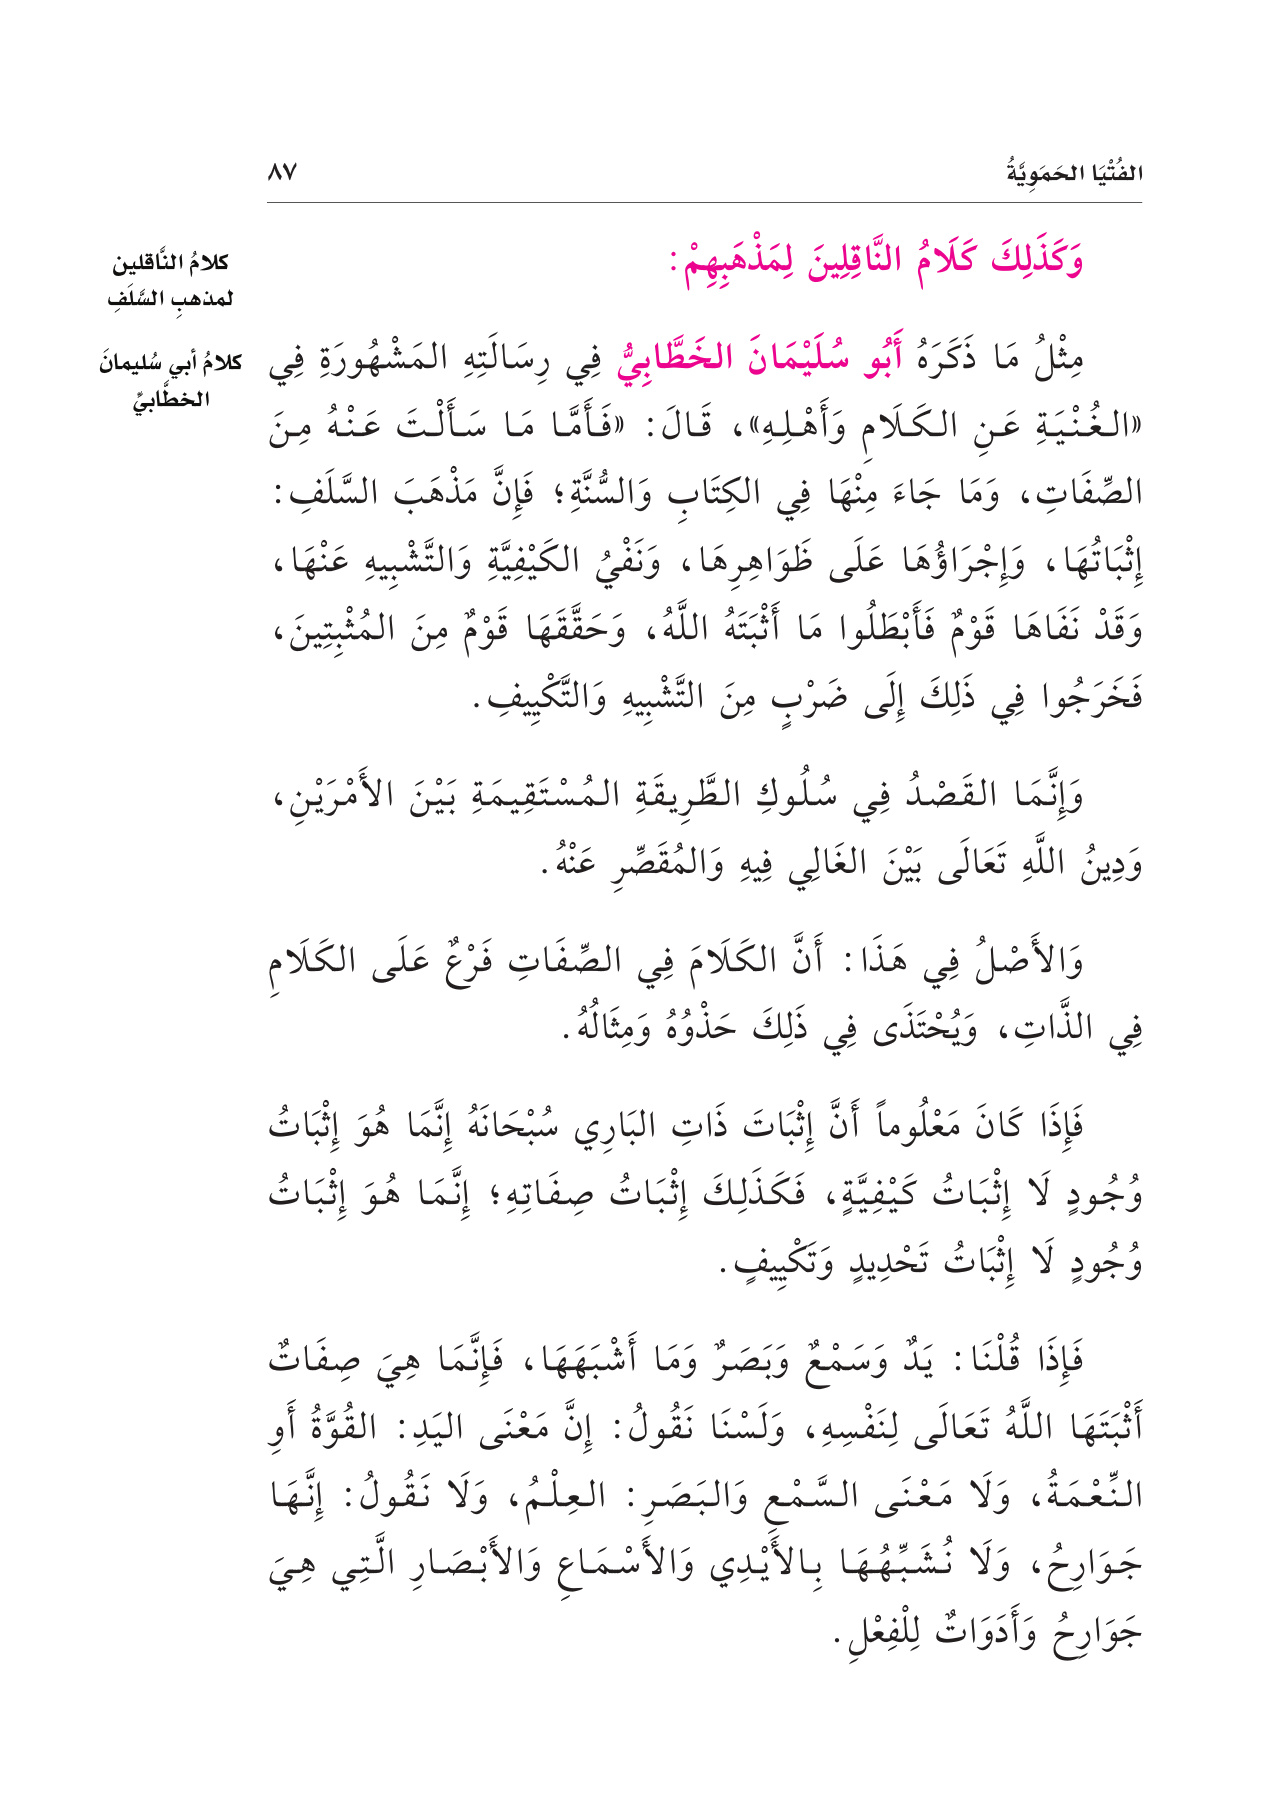 الفُتْيَا الحَمَوِيَّةُ
٨٧
وَكَذَلِكَ كَلَامُ النَّاقِلِينَ لِمَذْهَبِهِمْ:
كلامُ النَّاقلين
لمذهبِ السَّلَفِ
مِثْلُ مَا ذَكَرَهُ أَبُو سُلَيْمَانَ الخَطَّابِيُّ فِي رِسَالَتِهِ المَشْهُورَةِ فِي
كلامُ أبي سُليمانَ
الخطَّابيِّ
«الغُنْيَةِ عَنِ الكَلَامِ وَأَهْلِهِ»، قَالَ: «فَأَمَّا مَا سَأَلْتَ عَنْهُ مِنَ
الصِّفَاتِ، وَمَا جَاءَ مِنْهَا فِي الكِتَابِ وَالسُّنَّةِ؛ فَإِنَّ مَذْهَبَ السَّلَفِ:
إِثْبَاتُهَا، وَإِجْرَاؤُهَا عَلَى ظَوَاهِرِهَا، وَنَفْيُ الكَيْفِيَّةِ وَالتَّشْبِيهِ عَنْهَا،
وَقَدْ نَفَاهَا قَوْمٌ فَأَبْطَلُوا مَا أَثْبَتَهُ اللَّهُ، وَحَقَّقَهَا قَوْمٌ مِنَ المُثْبِتِينَ،
فَخَرَجُوا فِي ذَلِكَ إِلَى ضَرْبٍ مِنَ التَّشْبِيهِ وَالتَّكْيِيفِ.
وَإِنَّمَا القَصْدُ فِي سُلُوكِ الطَّرِيقَةِ المُسْتَقِيمَةِ بَيْنَ الأَمْرَيْنِ،
وَدِينُ اللَّهِ تَعَالَى بَيْنَ الغَالِي فِيهِ وَالمُقَصِّرِ عَنْهُ.
وَالأَصْلُ فِي هَذَا: أَنَّ الكَلَامَ فِي الصِّفَاتِ فَرْعٌ عَلَى الكَلَامِ
فِي الذَّاتِ، وَيُحْتَذَى فِي ذَلِكَ حَذْوُهُ وَمِثَالُهُ.
فَإِذَا كَانَ مَعْلُوماً أَنَّ إِثْبَاتَ ذَاتِ البَارِي سُبْحَانَهُ إِنَّمَا هُوَ إِثْبَاتُ
وُجُودٍ لَا إِثْبَاتُ كَيْفِيَّةٍ، فَكَذَلِكَ إِثْبَاتُ صِفَاتِهِ؛ إِنَّمَا هُوَ إِثْبَاتُ
وُجُودٍ لَا إِثْبَاتُ تَحْدِيدٍ وَتَكْيِيفٍ.
فَإِذَا قُلْنَا: يَدٌ وَسَمْعٌ وَبَصَرٌ وَمَا أَشْبَهَهَا، فَإِنَّمَا هِيَ صِفَاتٌ
أَثْبَتَهَا اللَّهُ تَعَالَى لِنَفْسِهِ، وَلَسْنَا نَقُولُ: إِنَّ مَعْنَى اليَدِ: القُوَّةُ أَوِ
النِّعْمَةُ، وَلَا مَعْنَى السَّمْعِ وَالبَصَرِ: العِلْمُ، وَلَا نَقُولُ: إِنَّهَا
جَوَارِحُ، وَلَا نُشَبِّهُهَا بِالأَيْدِي وَالأَسْمَاعِ وَالأَبْصَارِ الَّتِي هِيَ
جَوَارِحُ وَأَدَوَاتٌ لِلْفِعْلِ.